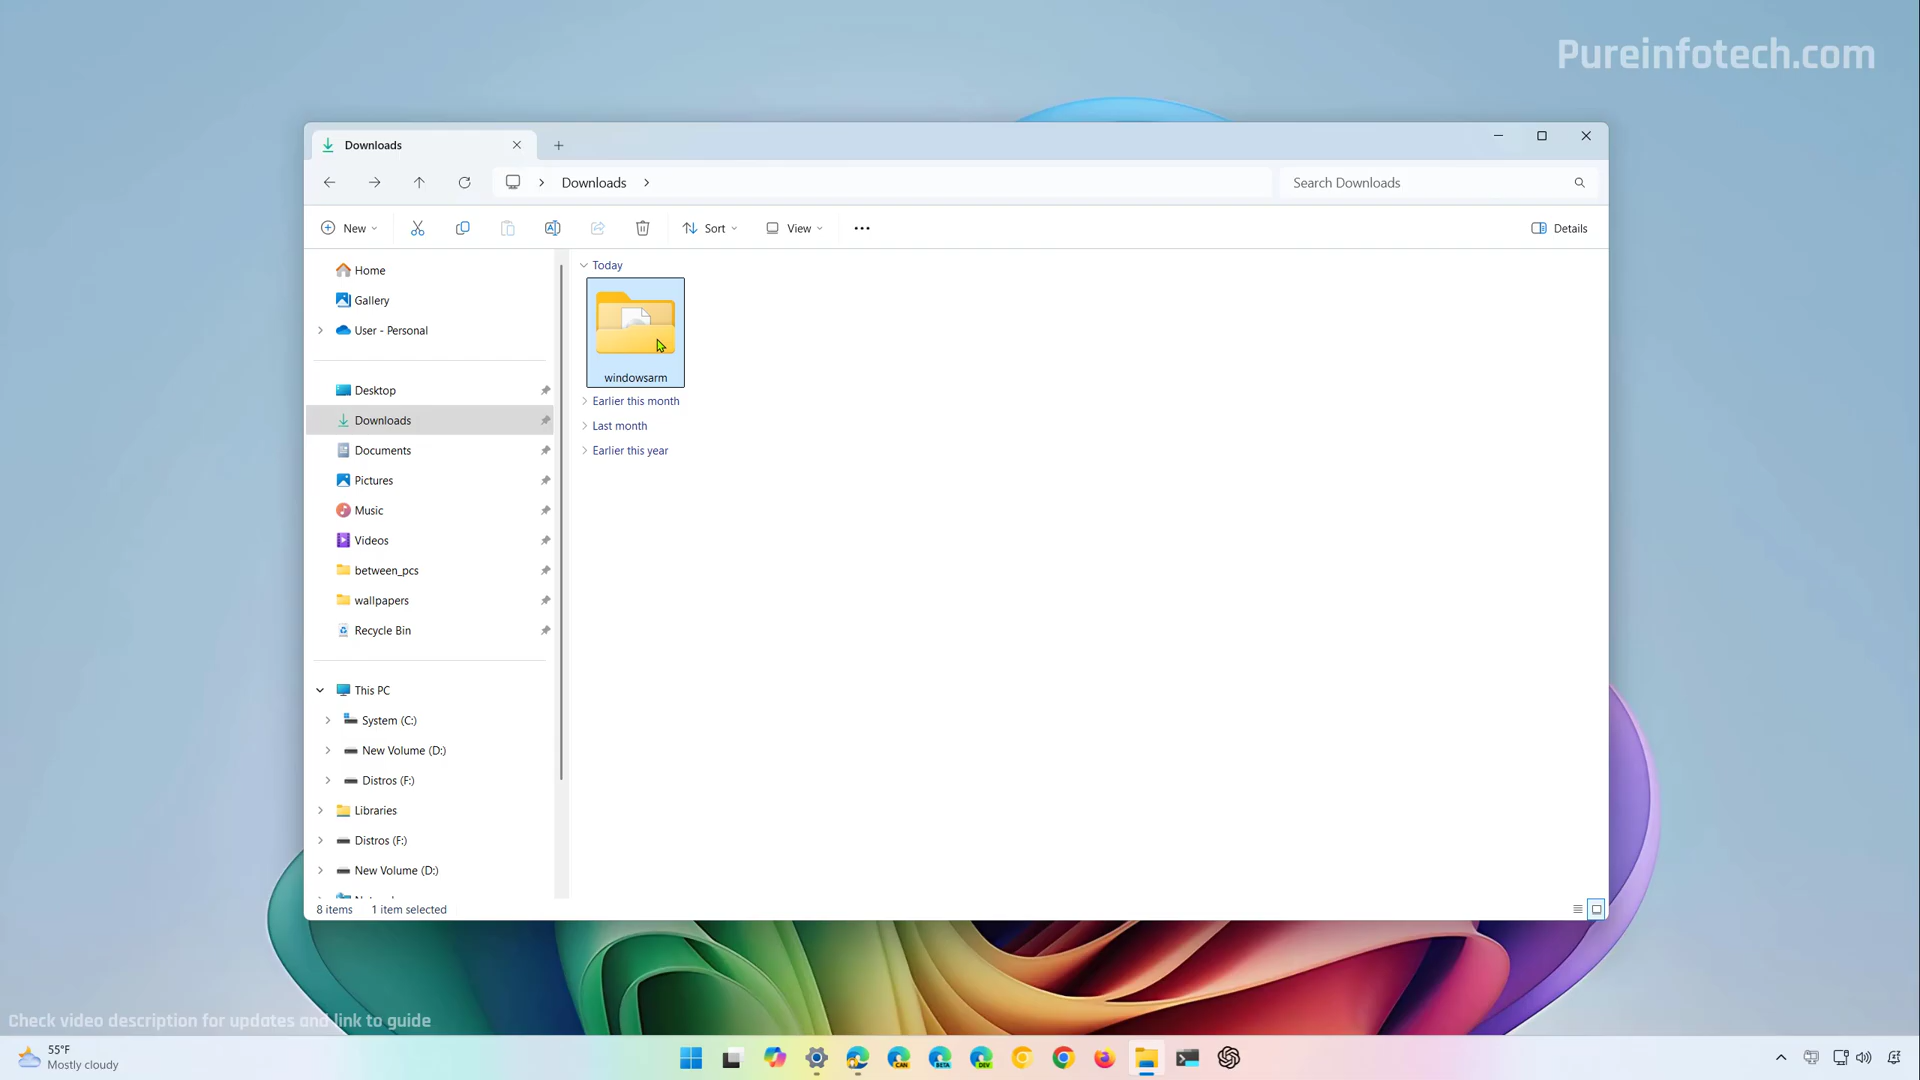 Pureinfotech.com
Downloads
Downloads
Search Downloads
New
Sort
View
Details
Home
Gallery
User - Personal
Desktop
Downloads
Documents
Pictures
Music
Videos
between_pcs
wallpapers
Recycle Bin
This PC
System (C:)
New Volume (D:)
Distros (F:)
Libraries
Distros (F:)
New Volume (D:)
Today
windowsarm
Earlier this month
Last month
Earlier this year
8 items 1 item selected
Check video description for updates and link to guide
55°F
Mostly cloudy
CAN
BETA
DEV